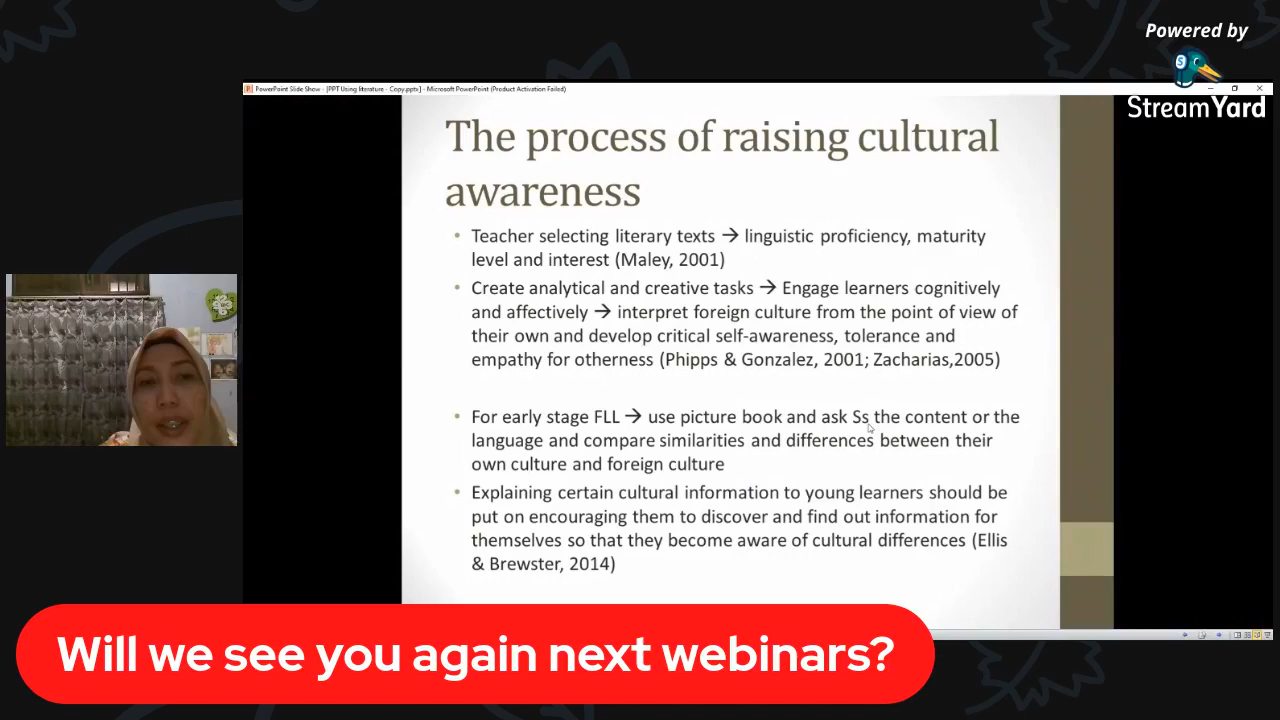 Powered by
StreamYard
PowerPoint Slide Show - [PPT Using literature - Copy.pptx] - Microsoft PowerPoint (Product Activation Failed)
The process of raising cultural
awareness
• Teacher selecting literary texts → linguistic proficiency, maturity
level and interest (Maley, 2001)
• Create analytical and creative tasks → Engage learners cognitively
and affectively → interpret foreign culture from the point of view of
their own and develop critical self-awareness, tolerance and
empathy for otherness (Phipps & Gonzalez, 2001; Zacharias,2005)
• For early stage FLL → use picture book and ask Ss the content or the
language and compare similarities and differences between their
own culture and foreign culture
• Explaining certain cultural information to young learners should be
put on encouraging them to discover and find out information for
themselves so that they become aware of cultural differences (Ellis
& Brewster, 2014)
Will we see you again next webinars?